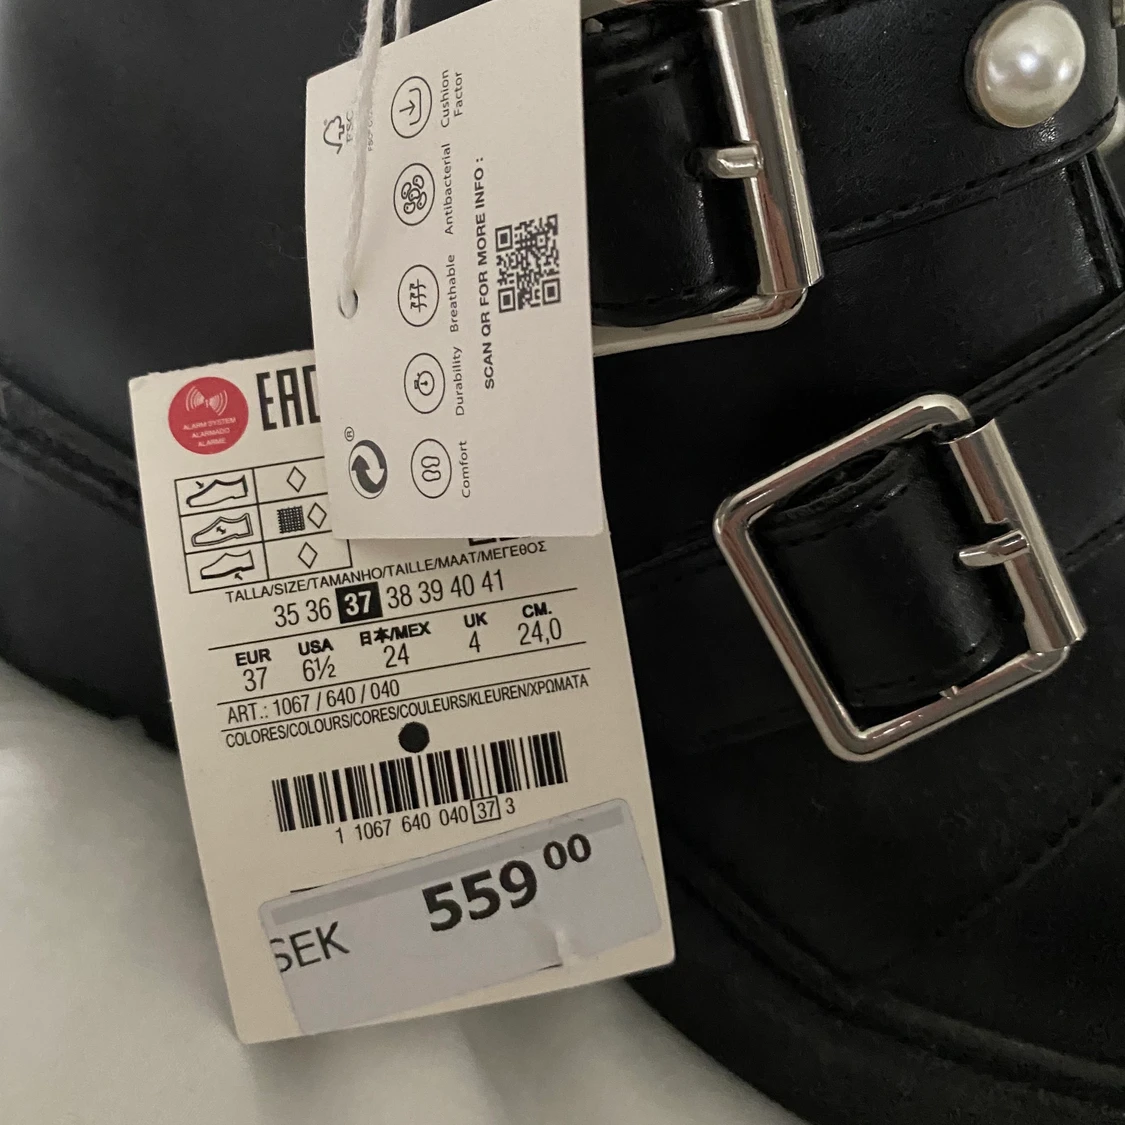 FSC
Cushion
Factor
Antibacterial
Breathable
Durability
Comfort
SCAN QR FOR MORE INFO :
®
ALARM SYSTEM
ALARMADO
ALARME
EAC
TALLA/SIZE/TAMANHO/TAILLE/MAAT/ΜΕΓΕΘΟΣ
35 36 37 38 39 40 41
EUR USA 日本/MEX UK CM.
37 6½ 24 4 24,0
ART.: 1067 / 640 / 040
COLORES/COLOURS/CORES/COULEURS/KLEUREN/ΧΡΩΜΑΤΑ
1 1067 640 040 37 3
SEK 559 00